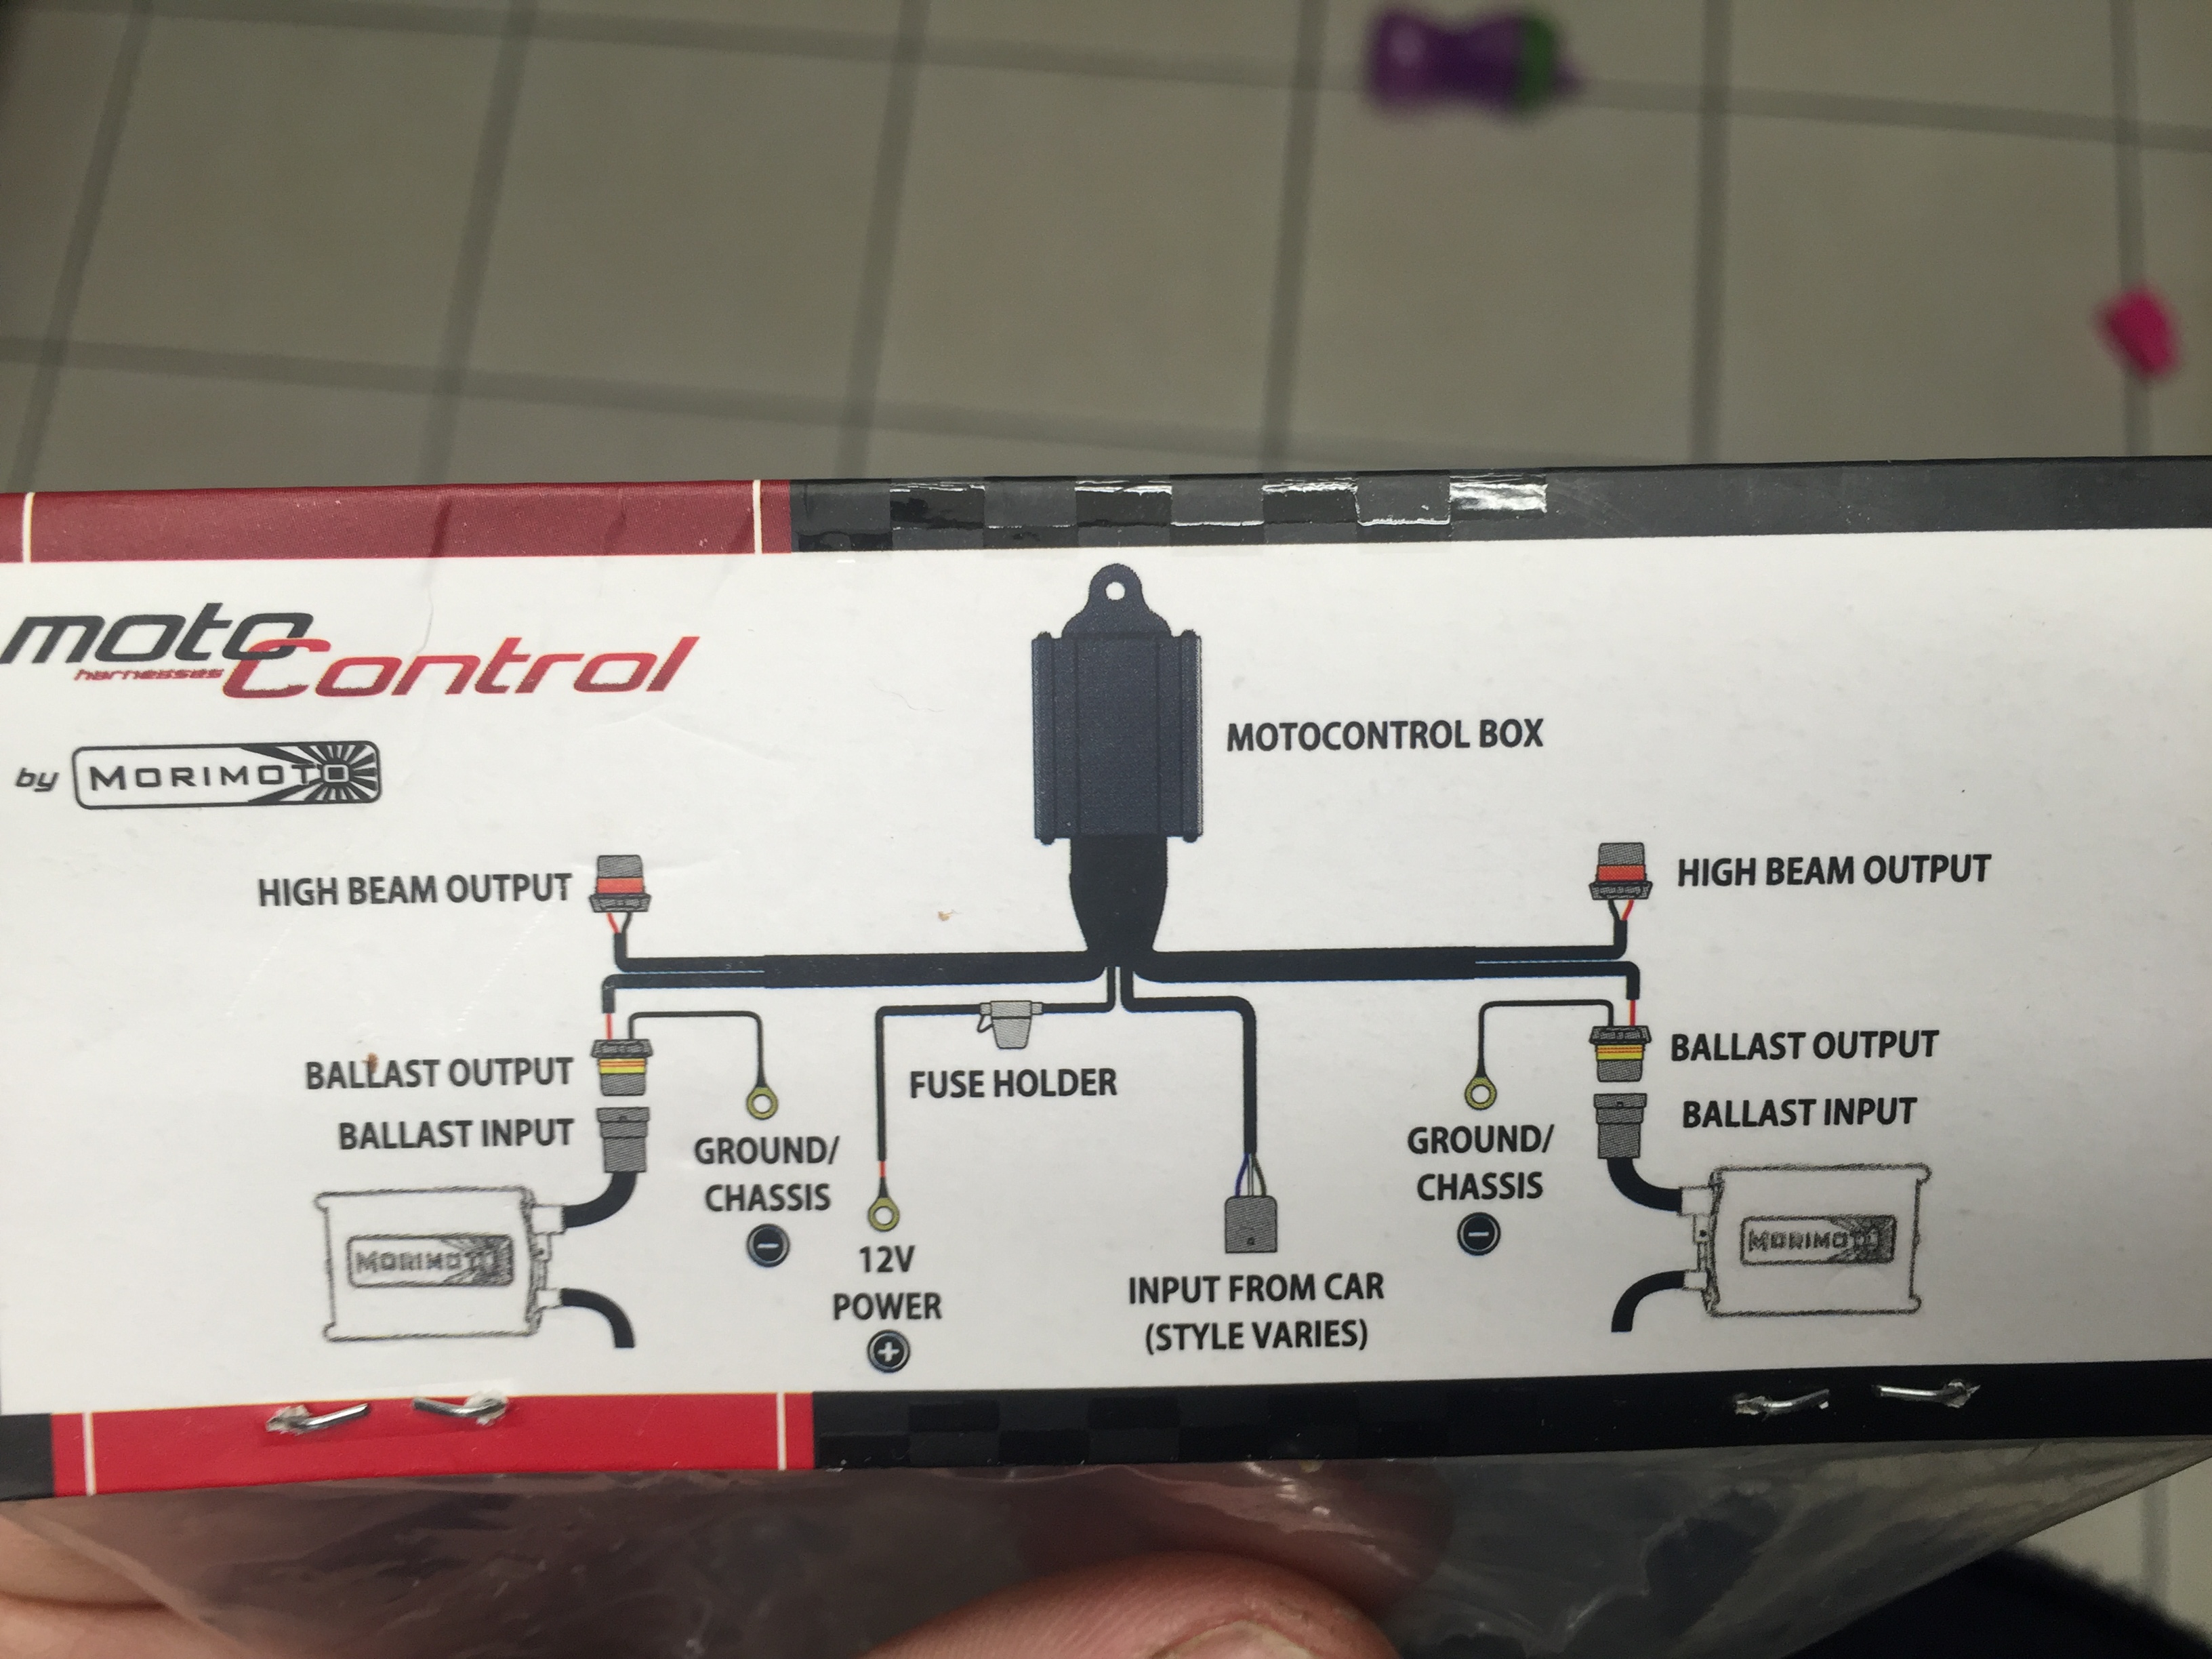 moto
harnesses Control
by MORIMOTO
MOTOCONTROL BOX
HIGH BEAM OUTPUT
HIGH BEAM OUTPUT
BALLAST OUTPUT
BALLAST INPUT
MORIMOTO
GROUND/
CHASSIS
-
FUSE HOLDER
12V
POWER
+
INPUT FROM CAR
(STYLE VARIES)
GROUND/
CHASSIS
-
BALLAST OUTPUT
BALLAST INPUT
MORIMOTO